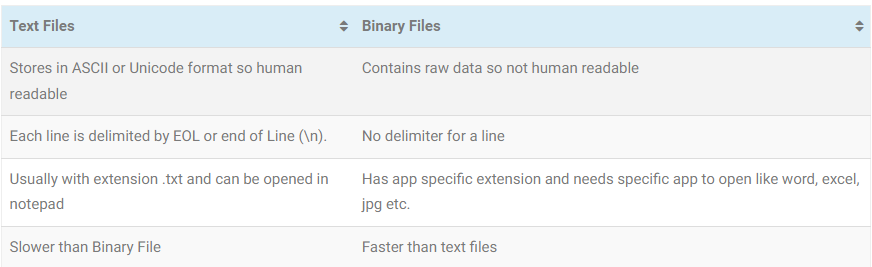 Text Files
Binary Files
Stores in ASCII or Unicode format so human
readable
Contains raw data so not human readable
Each line is delimited by EOL or end of Line (\n).
No delimiter for a line
Usually with extension .txt and can be opened in
notepad
Has app specific extension and needs specific app to open like word, excel,
jpg etc.
Slower than Binary File
Faster than text files